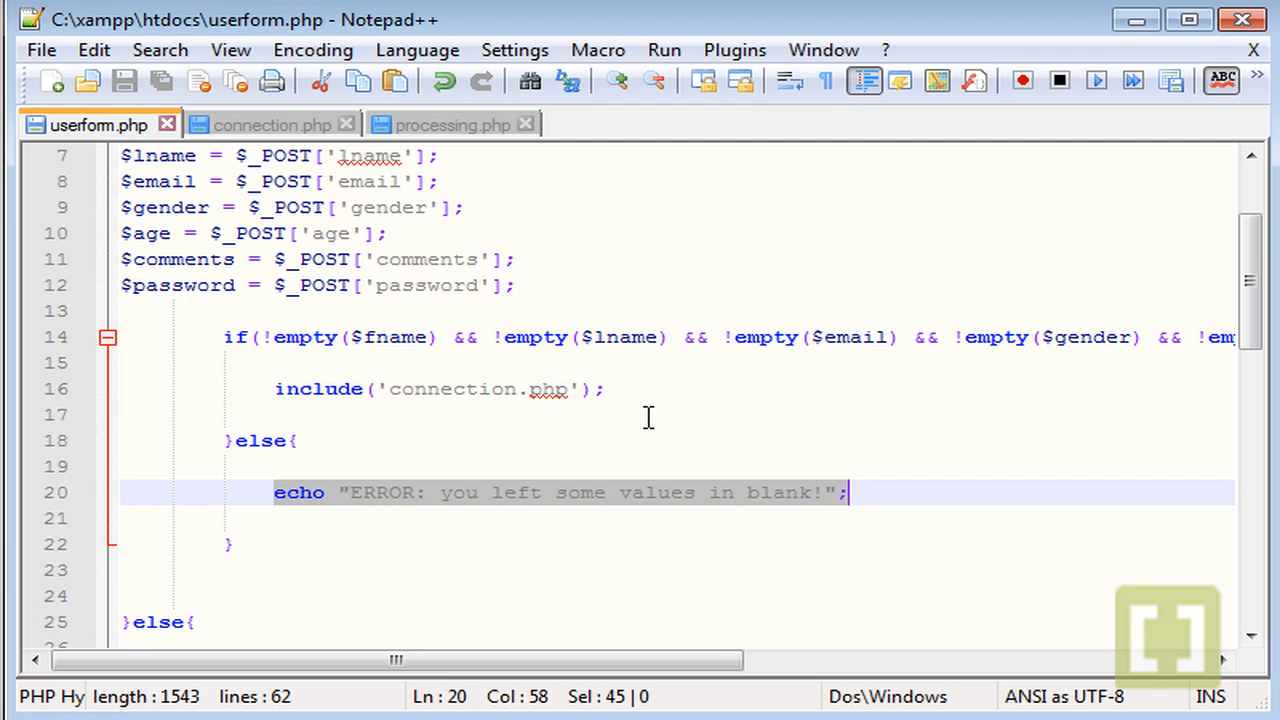 C:\xampp\htdocs\userform.php - Notepad++
File Edit Search View Encoding Language Settings Macro Run Plugins Window ? X
ABC
userform.php connection.php processing.php
7 $lname = $_POST['lname'];
8 $email = $_POST['email'];
9 $gender = $_POST['gender'];
10 $age = $_POST['age'];
11 $comments = $_POST['comments'];
12 $password = $_POST['password'];
13
14 if(!empty($fname) && !empty($lname) && !empty($email) && !empty($gender) && !em
15
16 include('connection.php');
17
18 }else{
19
20 echo "ERROR: you left some values in blank!";
21
22 }
23
24
25 }else{
PHP Hy length : 1543 lines : 62 Ln : 20 Col : 58 Sel : 45 | 0 Dos\Windows ANSI as UTF-8 INS